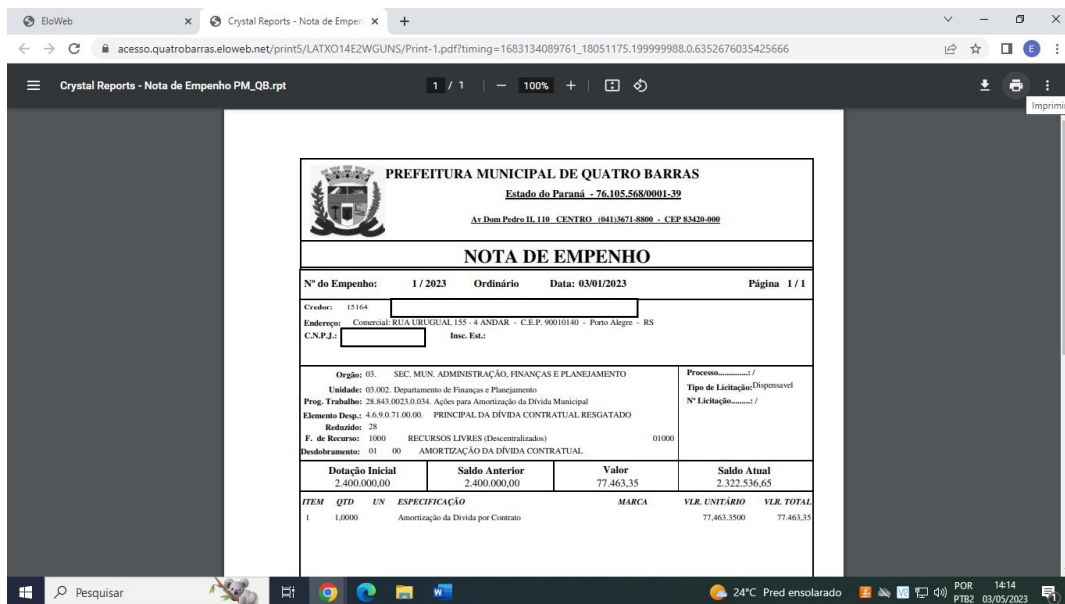 EloWeb
Crystal Reports - Nota de Empen
acesso.quatrobarras.eloweb.net/print5/LATXO14E2WGUNS/Print-1.pdf?timing=1683134089761_18051175.199999988.0.6352676035425666
E
Crystal Reports - Nota de Empenho PM_QB.rpt
1 / 1
100%
Imprimir
PREFEITURA MUNICIPAL DE QUATRO BARRAS
Estado do Paraná - 76.105.568/0001-39
Av Dom Pedro II, 110 CENTRO (041)3671-8800 - CEP 83420-000
NOTA DE EMPENHO
Nº do Empenho: 1 / 2023 Ordinário Data: 03/01/2023 Página 1 / 1
Credor: 15164
Endereço: Comercial: RUA URUGUAI, 155 - 4 ANDAR - C.E.P. 90010140 - Porto Alegre - RS
C.N.P.J.: Insc. Est.:
Orgão: 03. SEC. MUN. ADMINISTRAÇÃO, FINANÇAS E PLANEJAMENTO Processo..............: /
Unidade: 03.002. Departamento de Finanças e Planejamento Tipo de Licitação: Dispensavel
Prog. Trabalho: 28.843.0023.0.034. Ações para Amortização da Dívida Municipal Nº Licitação.........: /
Elemento Desp.: 4.6.9.0.71.00.00. PRINCIPAL DA DÍVIDA CONTRATUAL RESGATADO
Reduzido: 28
F. de Recurso: 1000 RECURSOS LIVRES (Descentralizados) 01000
Desdobramento: 01 00 AMORTIZAÇÃO DA DÍVIDA CONTRATUAL
Dotação Inicial Saldo Anterior Valor Saldo Atual
2.400.000,00 2.400.000,00 77.463,35 2.322.536,65
ITEM QTD UN ESPECIFICAÇÃO MARCA VLR. UNITÁRIO VLR. TOTAL
1 1,0000 Amortização da Divida por Contrato 77,463.3500 77.463,35
Pesquisar
24°C Pred ensolarado
POR 14:14
PTB2 03/05/2023